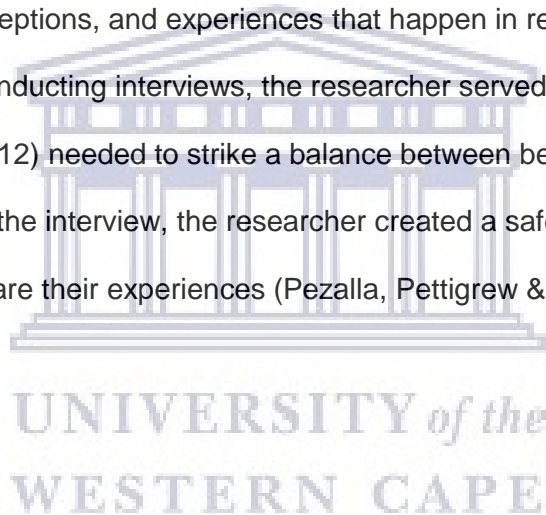 eptions, and experiences that happen in re
nducting interviews, the researcher served
12) needed to strike a balance between be
the interview, the researcher created a saf
are their experiences (Pezalla, Pettigrew &
UNIVERSITY of the
WESTERN CAPE